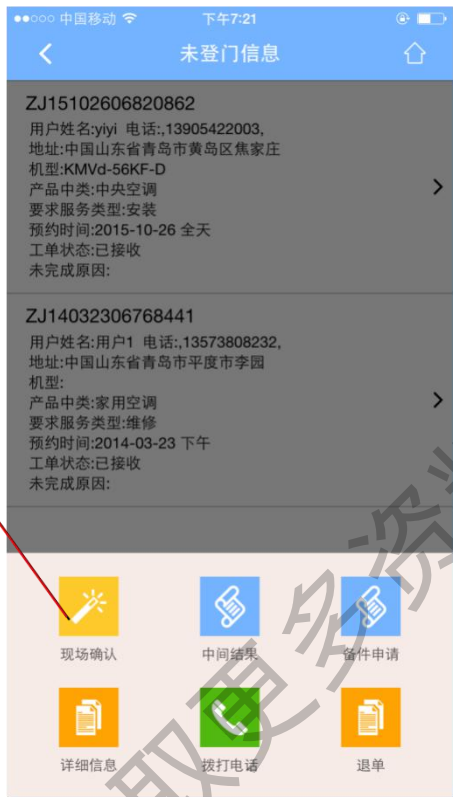 中国移动 下午7:21
未登门信息
ZJ15102606820862
用户姓名:yiyi 电话:,13905422003,
地址:中国山东省青岛市黄岛区焦家庄
机型:KMVd-56KF-D
产品中类:中央空调
要求服务类型:安装
预约时间:2015-10-26 全天
工单状态:已接收
未完成原因:
ZJ14032306768441
用户姓名:用户1 电话:,13573808232,
地址:中国山东省青岛市平度市李园
机型:
产品中类:家用空调
要求服务类型:维修
预约时间:2014-03-23 下午
工单状态:已接收
未完成原因:
现场确认 中间结果 备件申请
详细信息 拨打电话 退单
取更多资料